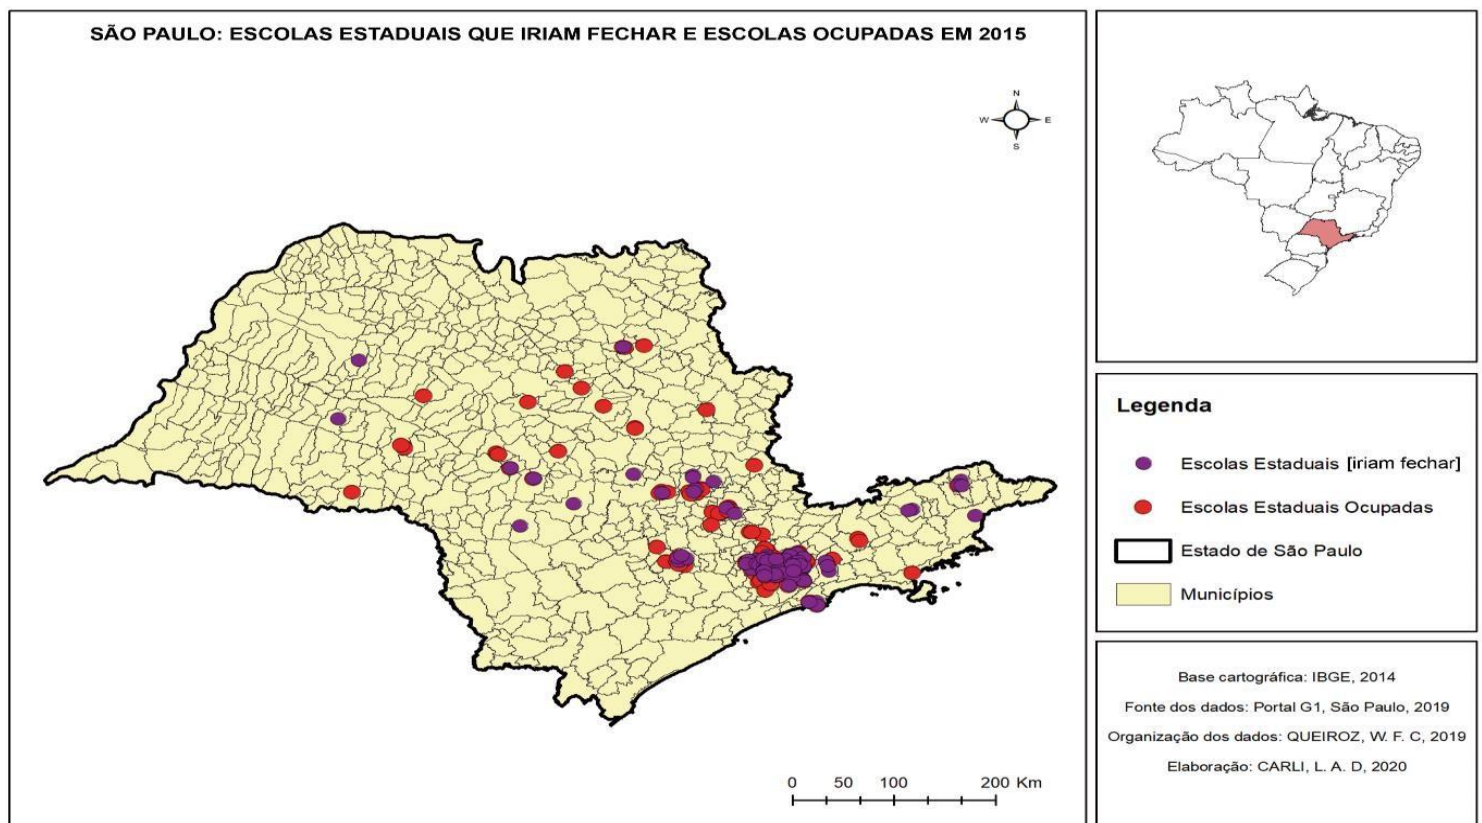 SÃO PAULO: ESCOLAS ESTADUAIS QUE IRIAM FECHAR E ESCOLAS OCUPADAS EM 2015
N
W E
S
Legenda
Escolas Estaduais [iriam fechar]
Escolas Estaduais Ocupadas
Estado de São Paulo
Municípios
Base cartográfica: IBGE, 2014
Fonte dos dados: Portal G1, São Paulo, 2019
Organização dos dados: QUEIROZ, W. F. C, 2019
Elaboração: CARLI, L. A. D, 2020
0 50 100 200 Km